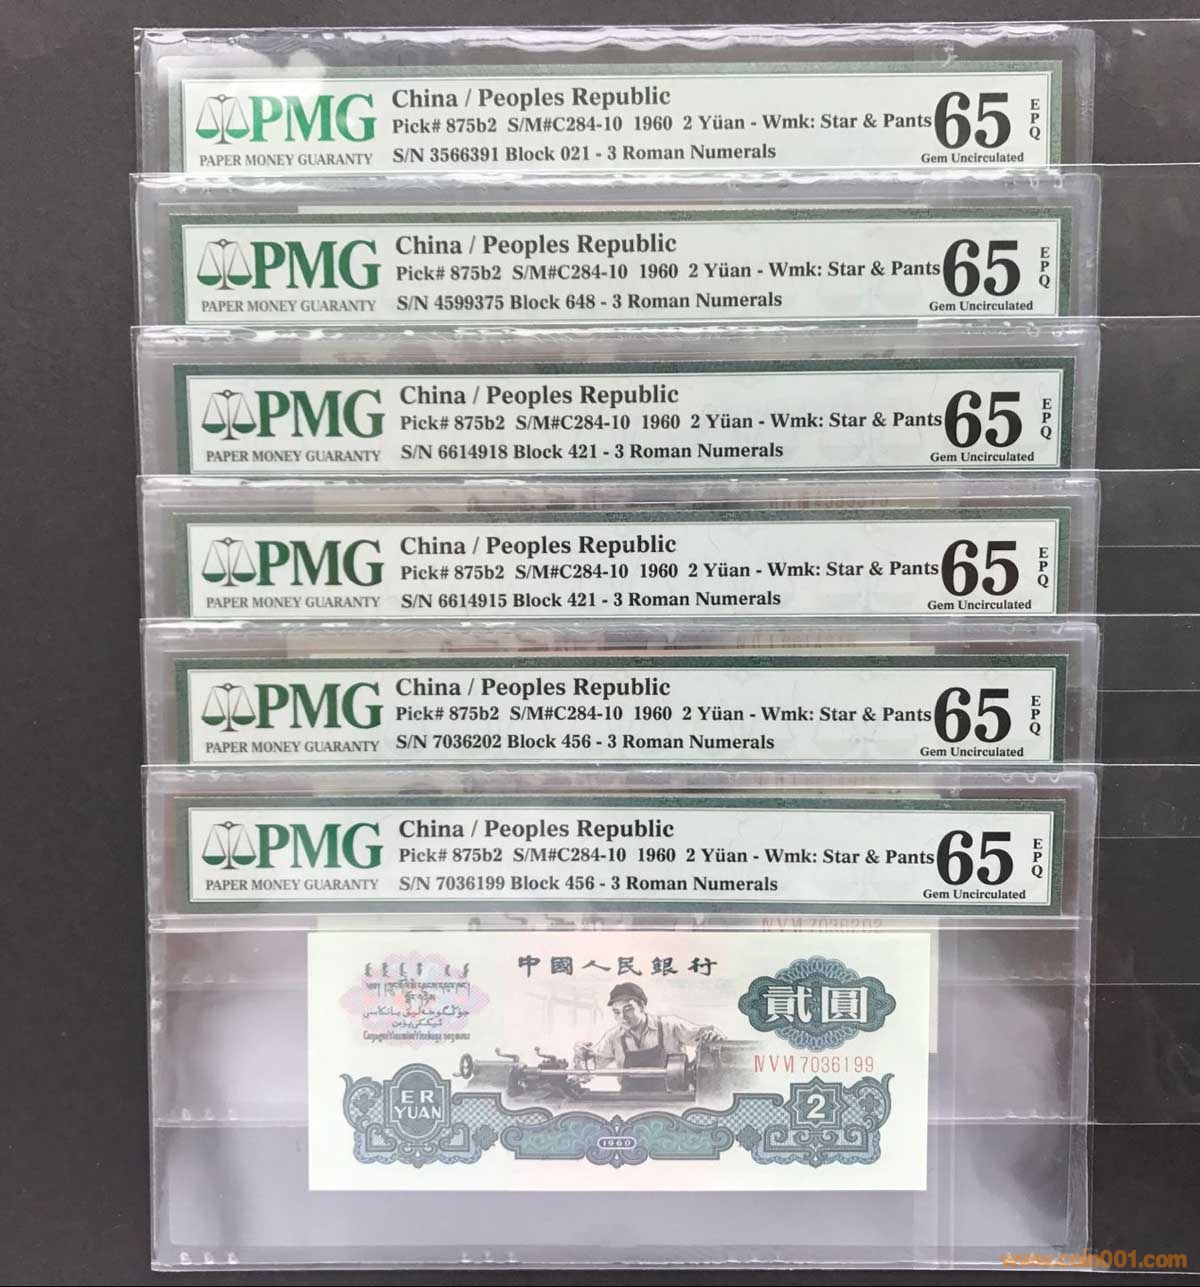 PMG
PAPER MONEY GUARANTY
China / Peoples Republic
Pick# 875b2 S/M#C284-10 1960 2 Yüan - Wmk: Star & Pants
S/N 3566391 Block 021 - 3 Roman Numerals
65
EPQ
Gem Uncirculated
PMG
PAPER MONEY GUARANTY
China / Peoples Republic
Pick# 875b2 S/M#C284-10 1960 2 Yüan - Wmk: Star & Pants
S/N 4599375 Block 648 - 3 Roman Numerals
65
EPQ
Gem Uncirculated
PMG
PAPER MONEY GUARANTY
China / Peoples Republic
Pick# 875b2 S/M#C284-10 1960 2 Yüan - Wmk: Star & Pants
S/N 6614918 Block 421 - 3 Roman Numerals
65
EPQ
Gem Uncirculated
PMG
PAPER MONEY GUARANTY
China / Peoples Republic
Pick# 875b2 S/M#C284-10 1960 2 Yüan - Wmk: Star & Pants
S/N 6614915 Block 421 - 3 Roman Numerals
65
EPQ
Gem Uncirculated
PMG
PAPER MONEY GUARANTY
China / Peoples Republic
Pick# 875b2 S/M#C284-10 1960 2 Yüan - Wmk: Star & Pants
S/N 7036202 Block 456 - 3 Roman Numerals
65
EPQ
Gem Uncirculated
PMG
PAPER MONEY GUARANTY
China / Peoples Republic
Pick# 875b2 S/M#C284-10 1960 2 Yüan - Wmk: Star & Pants
S/N 7036199 Block 456 - 3 Roman Numerals
65
EPQ
Gem Uncirculated
ⅣⅤⅥ 7036202
中國人民銀行
貳圓
ⅣⅤⅥ 7036199
ER
YUAN
2
1960
www.coin001.com